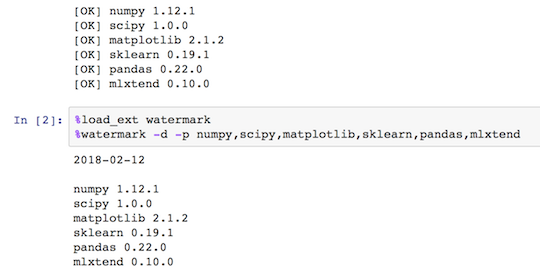 [OK] numpy 1.12.1
[OK] scipy 1.0.0
[OK] matplotlib 2.1.2
[OK] sklearn 0.19.1
[OK] pandas 0.22.0
[OK] mlxtend 0.10.0
In [2]: %load_ext watermark
%watermark -d -p numpy,scipy,matplotlib,sklearn,pandas,mlxtend
2018-02-12
numpy 1.12.1
scipy 1.0.0
matplotlib 2.1.2
sklearn 0.19.1
pandas 0.22.0
mlxtend 0.10.0